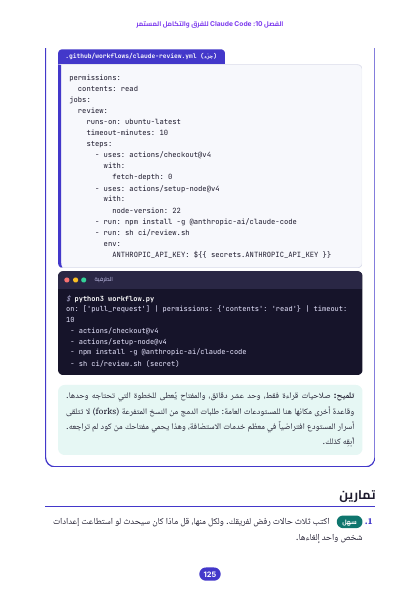 الفصل 10: Claude Code للفرق والتكامل المستمر
.github/workflows/claude-review.yml (جزء)
permissions:
  contents: read
jobs:
  review:
    runs-on: ubuntu-latest
    timeout-minutes: 10
    steps:
      - uses: actions/checkout@v4
        with:
          fetch-depth: 0
      - uses: actions/setup-node@v4
        with:
          node-version: 22
      - run: npm install -g @anthropic-ai/claude-code
      - run: sh ci/review.sh
        env:
          ANTHROPIC_API_KEY: ${{ secrets.ANTHROPIC_API_KEY }}
الطرفية
$ python3 workflow.py
on: ['pull_request'] | permissions: {'contents': 'read'} | timeout:
10
 - actions/checkout@v4
 - actions/setup-node@v4
 - npm install -g @anthropic-ai/claude-code
 - sh ci/review.sh (secret)
تلميح: صلاحيات قراءة فقط، وحد عشر دقائق، والمفتاح يُعطى للخطوة التي تحتاجه وحدها.
وقاعدة أخرى مكانها هنا للمستودعات العامة: طلبات الدمج من النسخ المتفرعة (forks) لا تتلقى
أسرار المستودع افتراضياً في معظم خدمات الاستضافة، وهذا يحمي مفتاحك من كود لم تراجعه.
أبقِه كذلك.
تمارين
1. سهل اكتب ثلاث حالات رفض لفريقك. ولكل منها، قل ماذا كان سيحدث لو استطاعت إعدادات
شخص واحد إلغاءها.
125